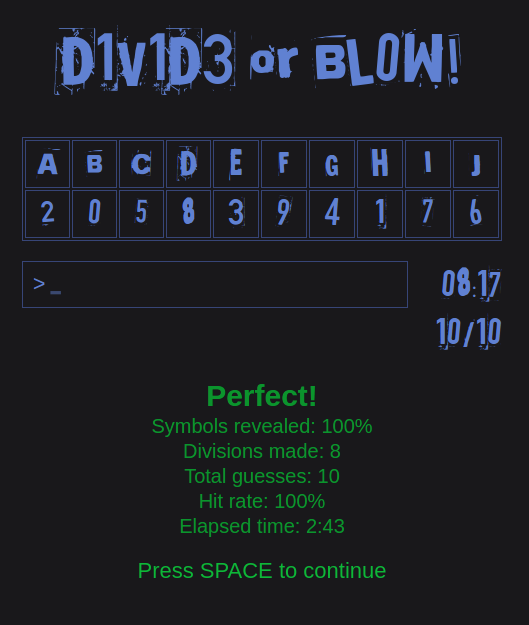 D1V1D3 or BLOW!
A B C D E F G H I J
2 0 5 8 3 9 4 1 7 6
>_ 08:17
10/10
Perfect!
Symbols revealed: 100%
Divisions made: 8
Total guesses: 10
Hit rate: 100%
Elapsed time: 2:43
Press SPACE to continue